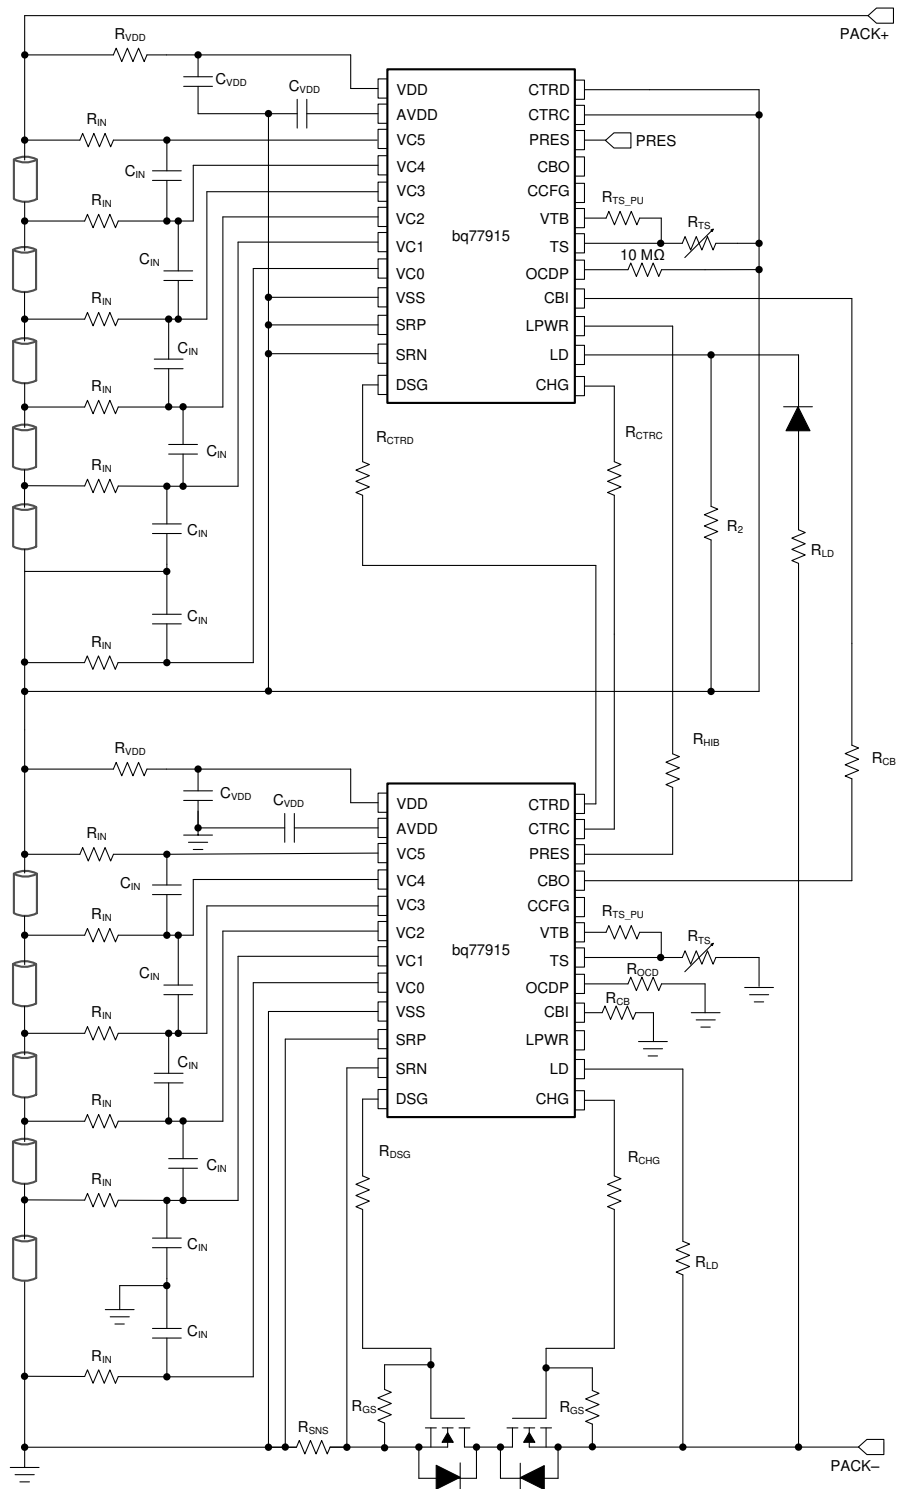 PACK+
RVDD
CVDD
CVDD
VDD
CTRD
AVDD
CTRC
RIN
VC5
PRES
PRES
CIN
VC4
CBO
VC3
CCFG
RIN
VC2
VTB
RTS_PU
RTS
bq77915
VC1
TS
CIN
10 MΩ
VC0
OCDP
RIN
VSS
CBI
SRP
LPWR
CIN
SRN
LD
DSG
CHG
RIN
RCTRD
RCTRC
CIN
RIN
CIN
R2
RLD
CIN
RIN
RVDD
RHIB
RCB
CVDD
CVDD
VDD
CTRD
AVDD
CTRC
RIN
VC5
PRES
CIN
VC4
CBO
VC3
CCFG
RIN
VC2
VTB
RTS_PU
RTS
bq77915
VC1
TS
CIN
ROCD
VC0
OCDP
RIN
VSS
CBI
RCB
SRP
LPWR
CIN
SRN
LD
DSG
CHG
RIN
RDSG
RCHG
CIN
RIN
CIN
RLD
CIN
RIN
RGS
RGS
RSNS
PACK–